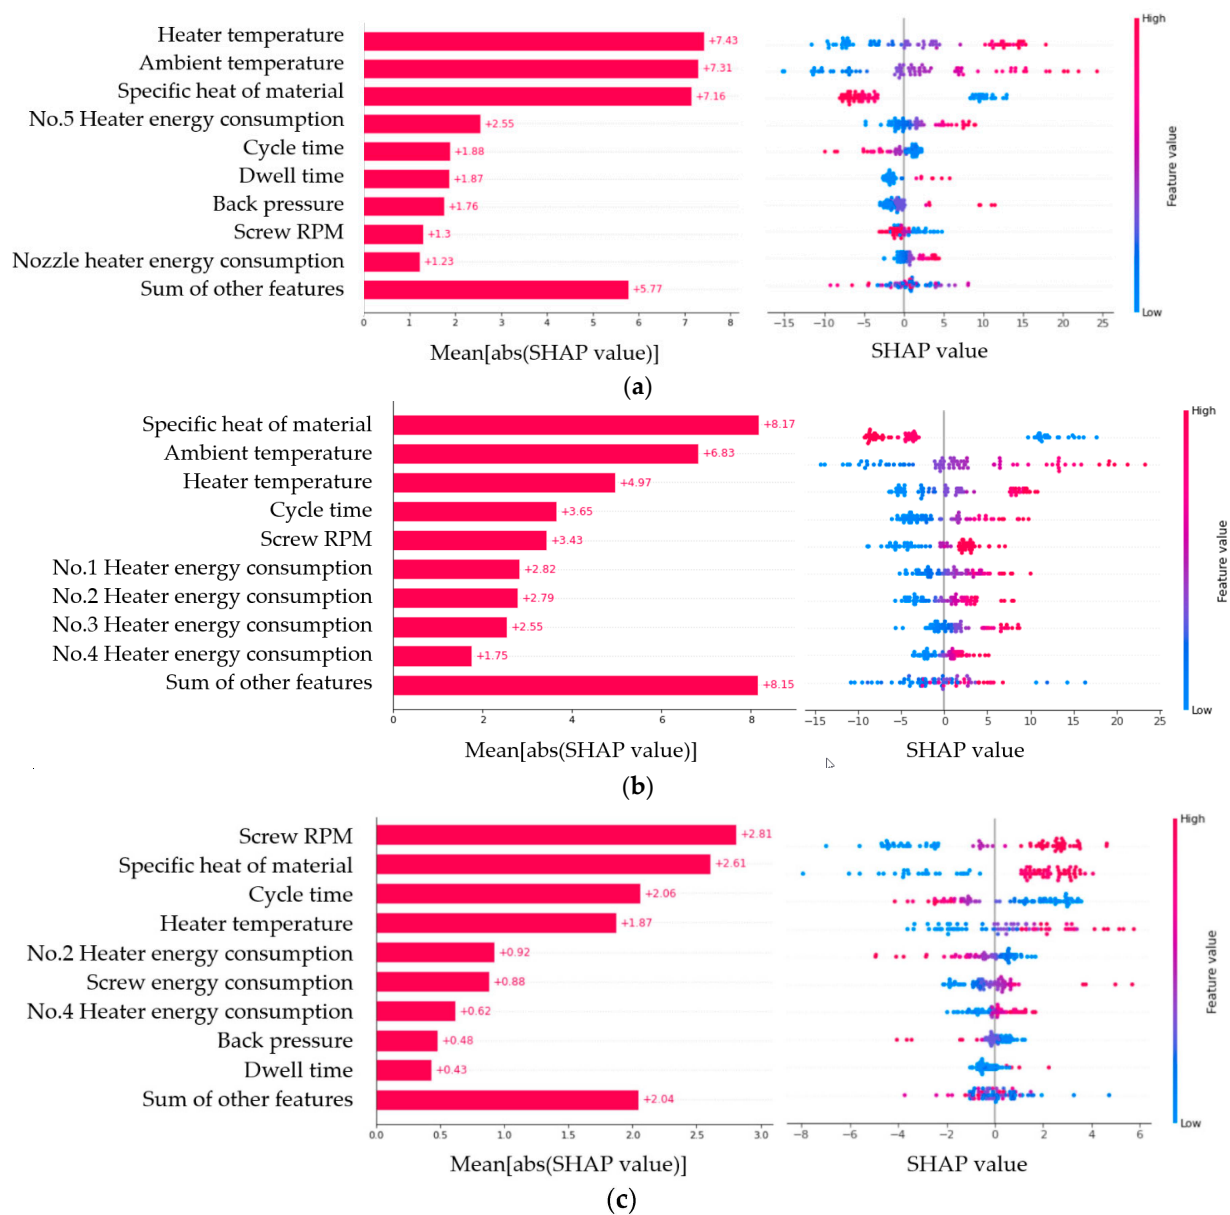 Heater temperature
+7.43
Ambient temperature
+7.31
Specific heat of material
+7.16
No.5 Heater energy consumption
+2.55
Cycle time
+1.88
Dwell time
+1.87
Back pressure
+1.76
Screw RPM
+1.3
Nozzle heater energy consumption
+1.23
Sum of other features
+5.77
0 1 2 3 4 5 6 7 8
Mean[abs(SHAP value)]
−15 −10 −5 0 5 10 15 20 25
SHAP value
High
Feature value
Low
(a)
Specific heat of material
+8.17
Ambient temperature
+6.83
Heater temperature
+4.97
Cycle time
+3.65
Screw RPM
+3.43
No.1 Heater energy consumption
+2.82
No.2 Heater energy consumption
+2.79
No.3 Heater energy consumption
+2.55
No.4 Heater energy consumption
+1.75
Sum of other features
+8.15
0 2 4 6 8
Mean[abs(SHAP value)]
−15 −10 −5 0 5 10 15 20 25
SHAP value
High
Feature value
Low
(b)
Screw RPM
+2.81
Specific heat of material
+2.61
Cycle time
+2.06
Heater temperature
+1.87
No.2 Heater energy consumption
+0.92
Screw energy consumption
+0.88
No.4 Heater energy consumption
+0.62
Back pressure
+0.48
Dwell time
+0.43
Sum of other features
+2.04
0.0 0.5 1.0 1.5 2.0 2.5 3.0
Mean[abs(SHAP value)]
−8 −6 −4 −2 0 2 4 6
SHAP value
High
Feature value
Low
(c)